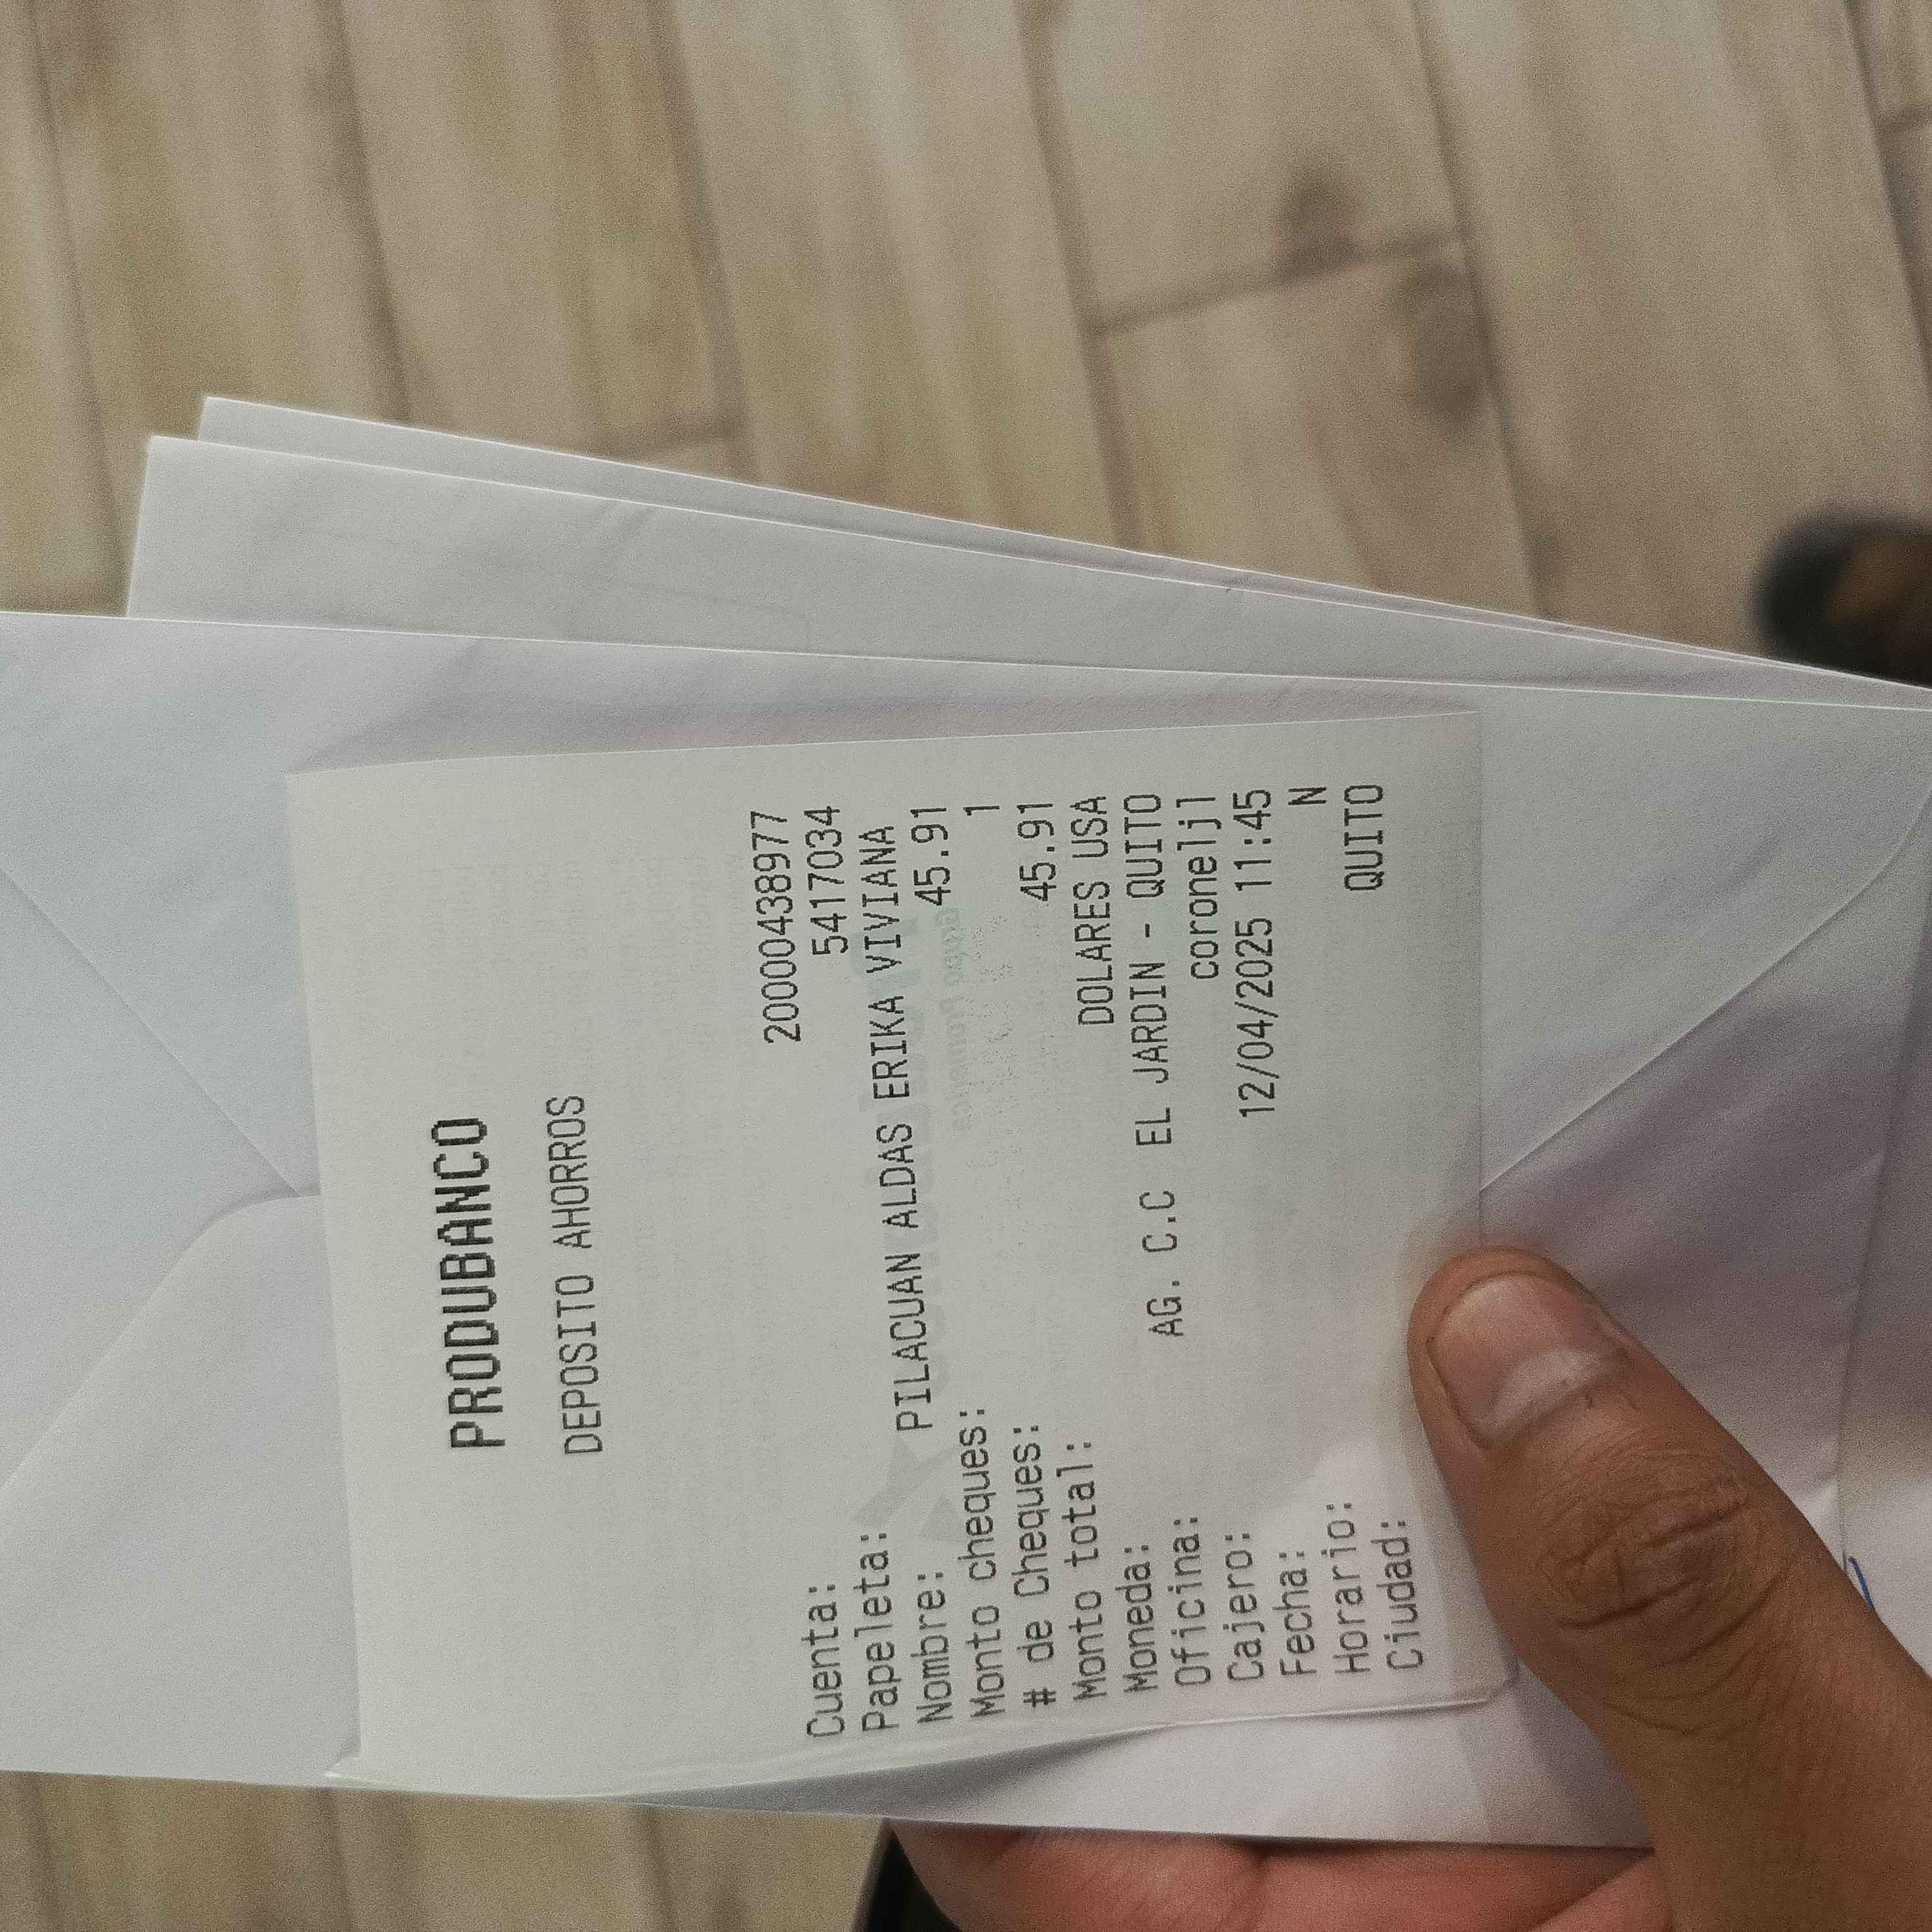 PRODUBANCO
DEPOSITO AHORROS
Cuenta: 20000438977
Papeleta: 5417034
Nombre: PILACUAN ALDAS ERIKA VIVIANA
Monto cheques: 45.91
# de Cheques: 1
Monto total: 45.91
Moneda: DOLARES USA
Oficina: AG. C.C EL JARDIN - QUITO
Cajero: coronelj1
Fecha: 12/04/2025 11:45
Horario: N
Ciudad: QUITO